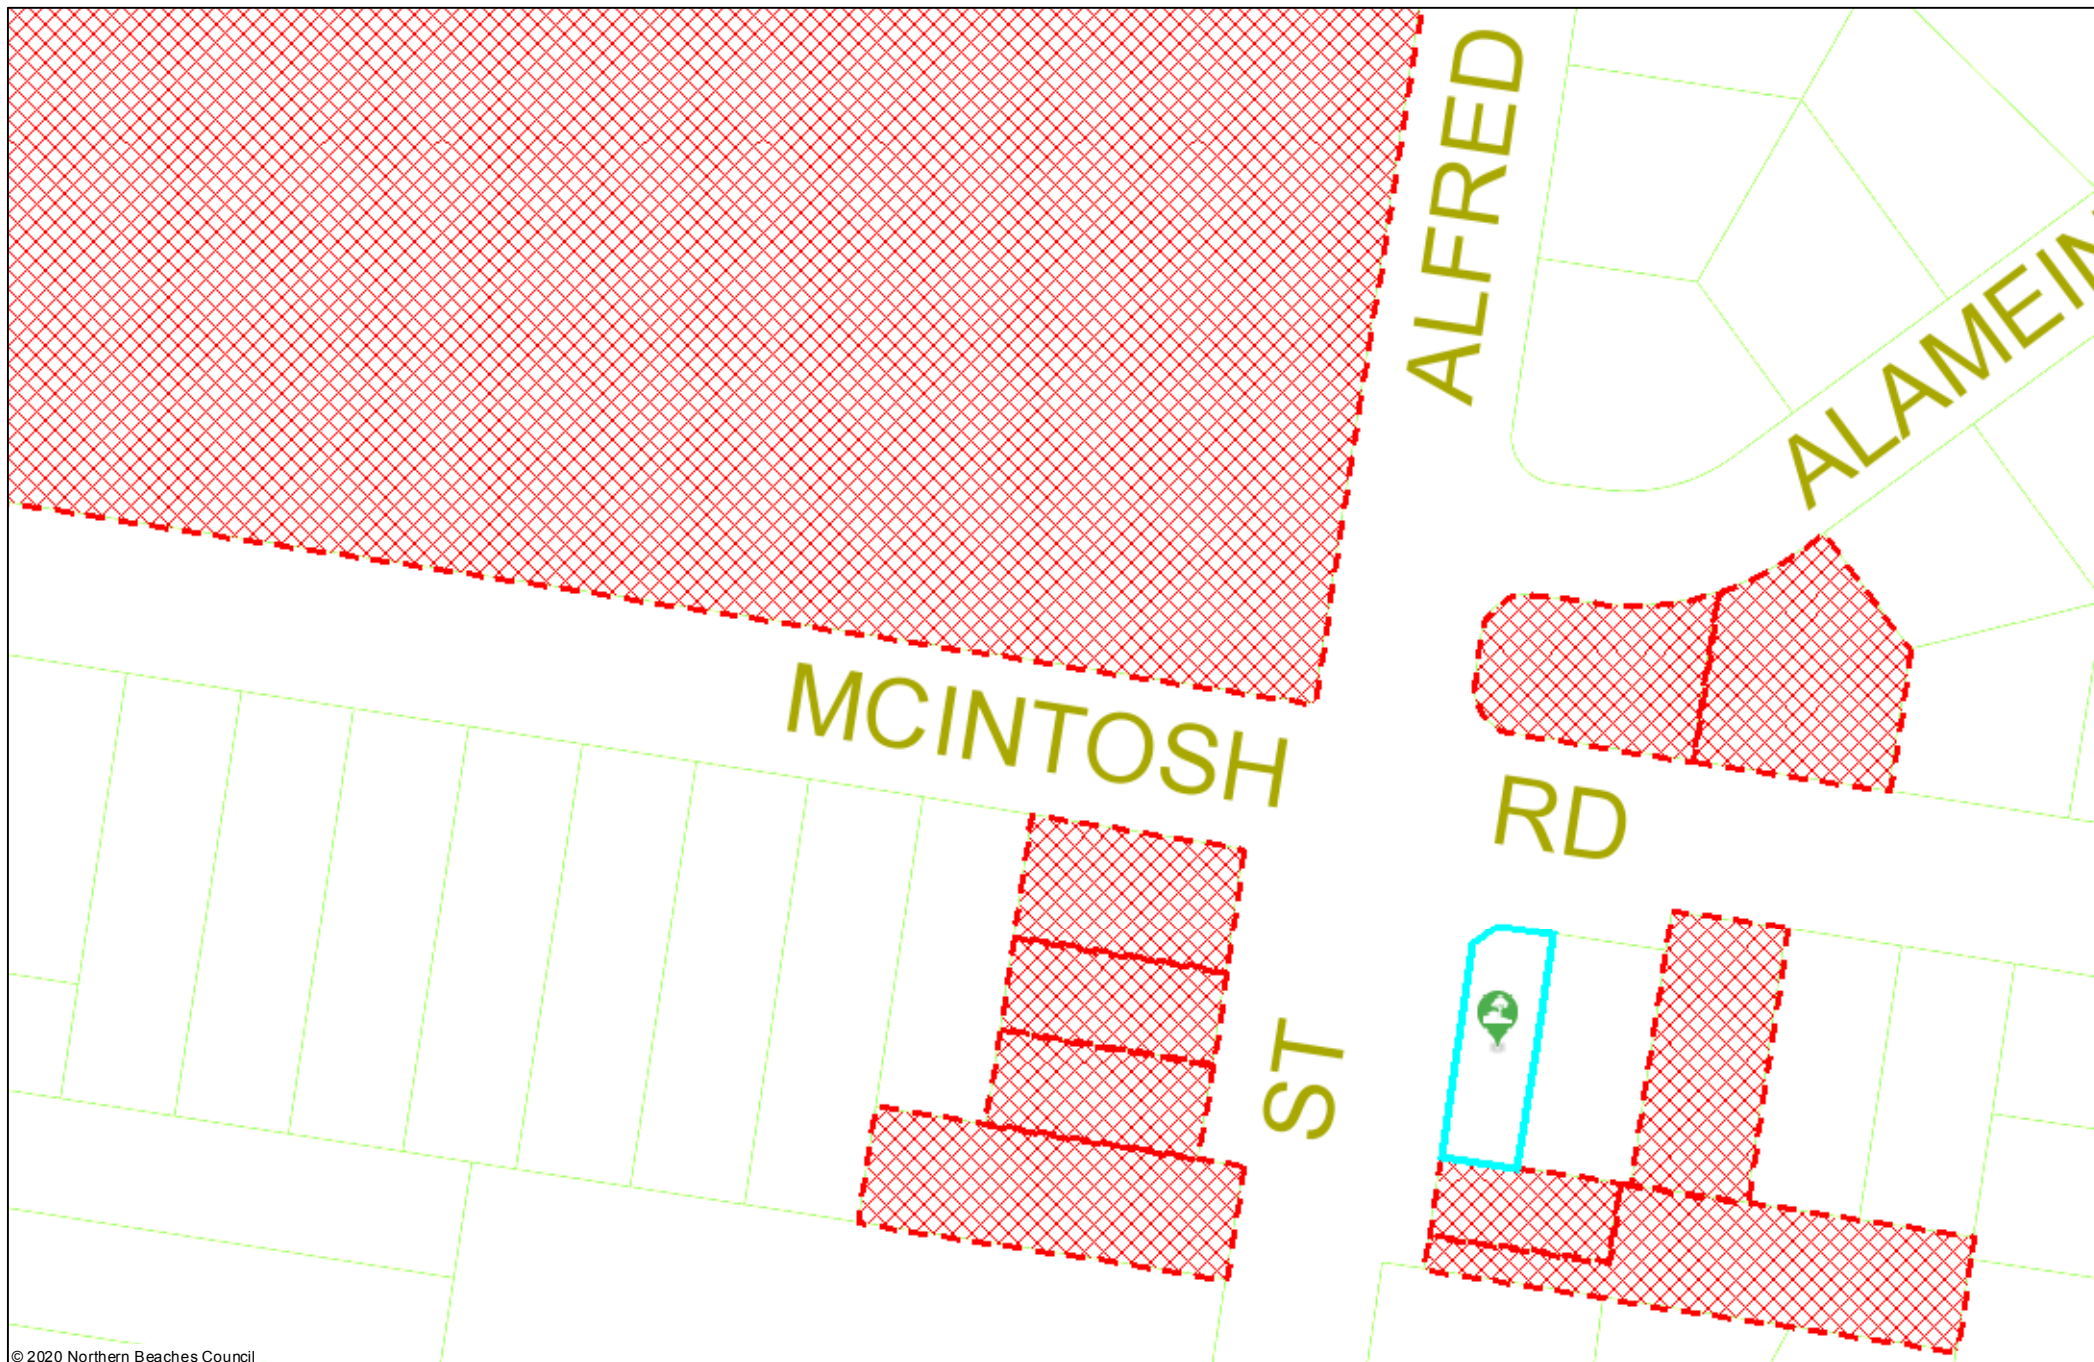 ALFRED
ALAMEIN
MCINTOSH
RD
ST
© 2020 Northern Beaches Council